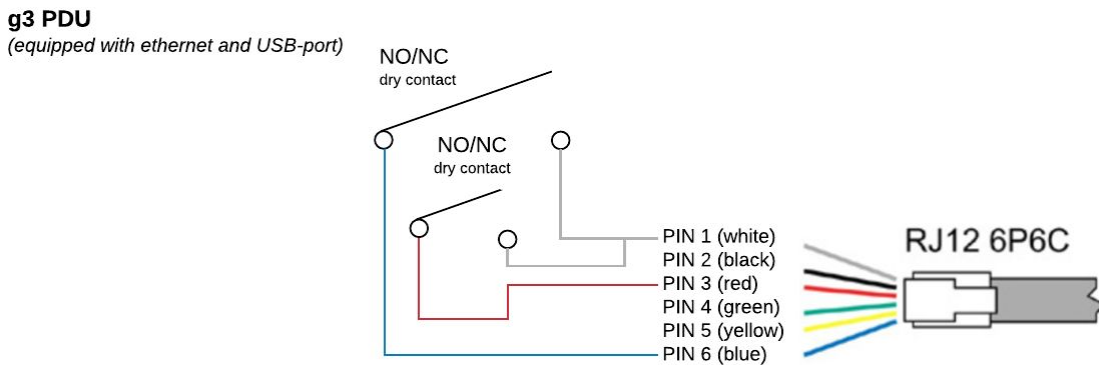 g3 PDU
(equipped with ethernet and USB-port)
NO/NC
dry contact
NO/NC
dry contact
PIN 1 (white)
PIN 2 (black)
PIN 3 (red)
PIN 4 (green)
PIN 5 (yellow)
PIN 6 (blue)
RJ12 6P6C